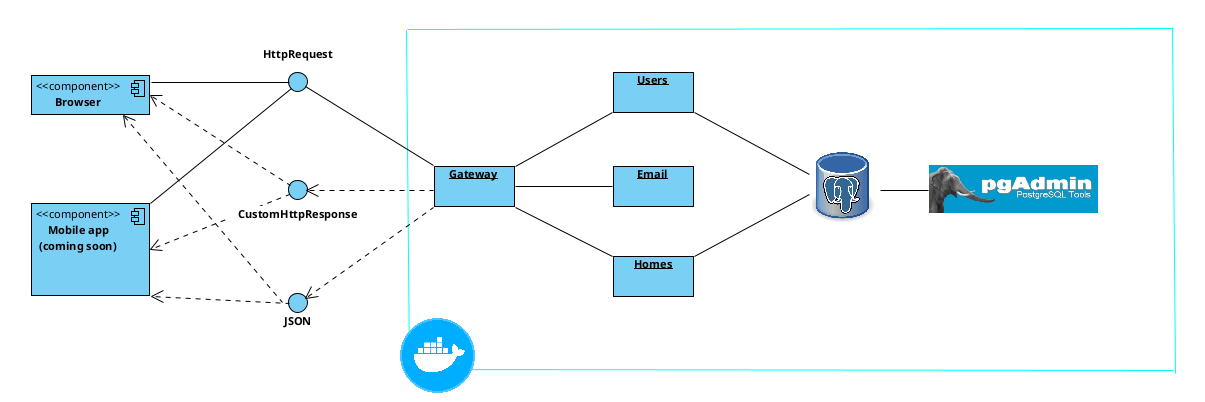 HttpRequest
<<component>>
Browser
Users
Gateway
Email
pgAdmin
PostgreSQL Tools
CustomHttpResponse
<<component>>
Mobile app
(coming soon)
Homes
JSON